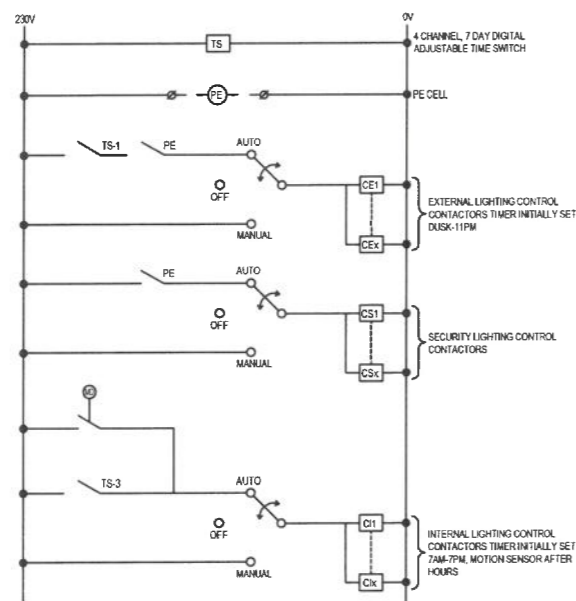 230V
0V
TS
4 CHANNEL, 7 DAY DIGITAL
ADJUSTABLE TIME SWITCH
PE
PE CELL
TS-1
PE
AUTO
OFF
MANUAL
CE1
CEx
EXTERNAL LIGHTING CONTROL
CONTACTORS TIMER INITIALLY SET
DUSK-11PM
PE
AUTO
OFF
MANUAL
CS1
CSx
SECURITY LIGHTING CONTROL
CONTACTORS
TS-3
AUTO
OFF
MANUAL
CI1
CIx
INTERNAL LIGHTING CONTROL
CONTACTORS TIMER INITIALLY SET
7AM-7PM, MOTION SENSOR AFTER
HOURS